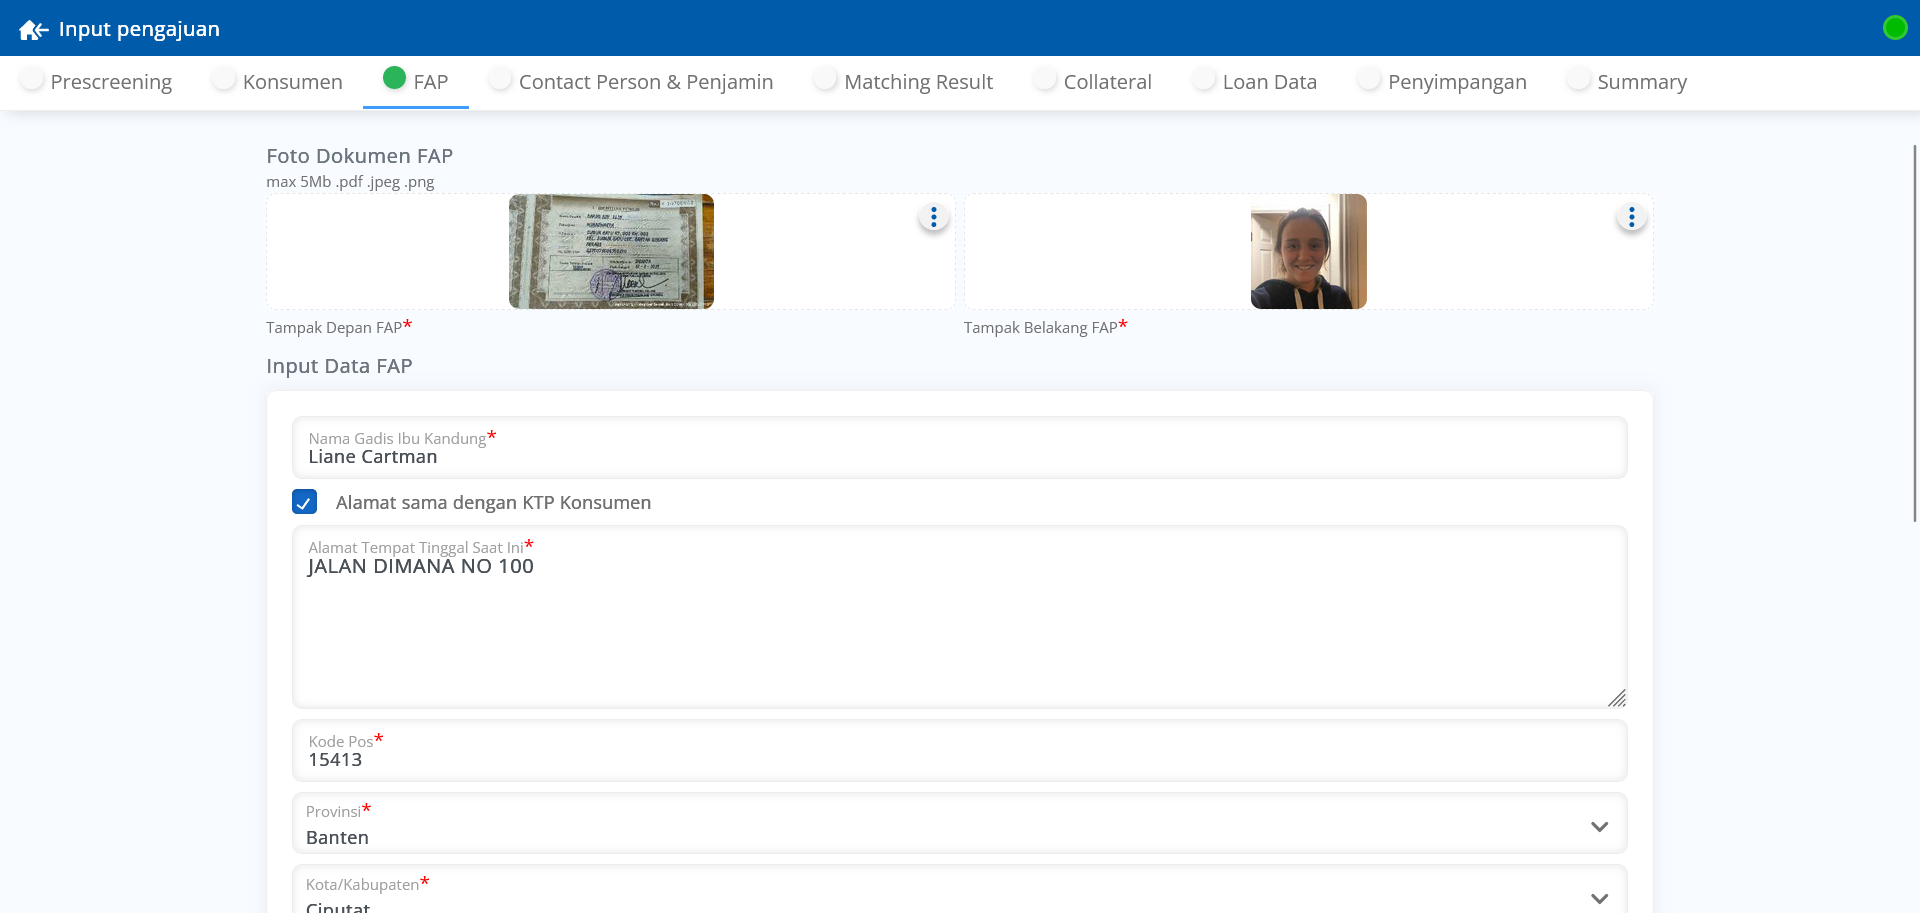 Input pengajuan
Prescreening
Konsumen
FAP
Contact Person & Penjamin
Matching Result
Collateral
Loan Data
Penyimpangan
Summary
Foto Dokumen FAP
max 5Mb .pdf .jpeg .png
Tampak Depan FAP*
Tampak Belakang FAP*
Input Data FAP
Nama Gadis Ibu Kandung*
Liane Cartman
Alamat sama dengan KTP Konsumen
Alamat Tempat Tinggal Saat Ini*
JALAN DIMANA NO 100
Kode Pos*
15413
Provinsi*
Banten
Kota/Kabupaten*
Ciputat